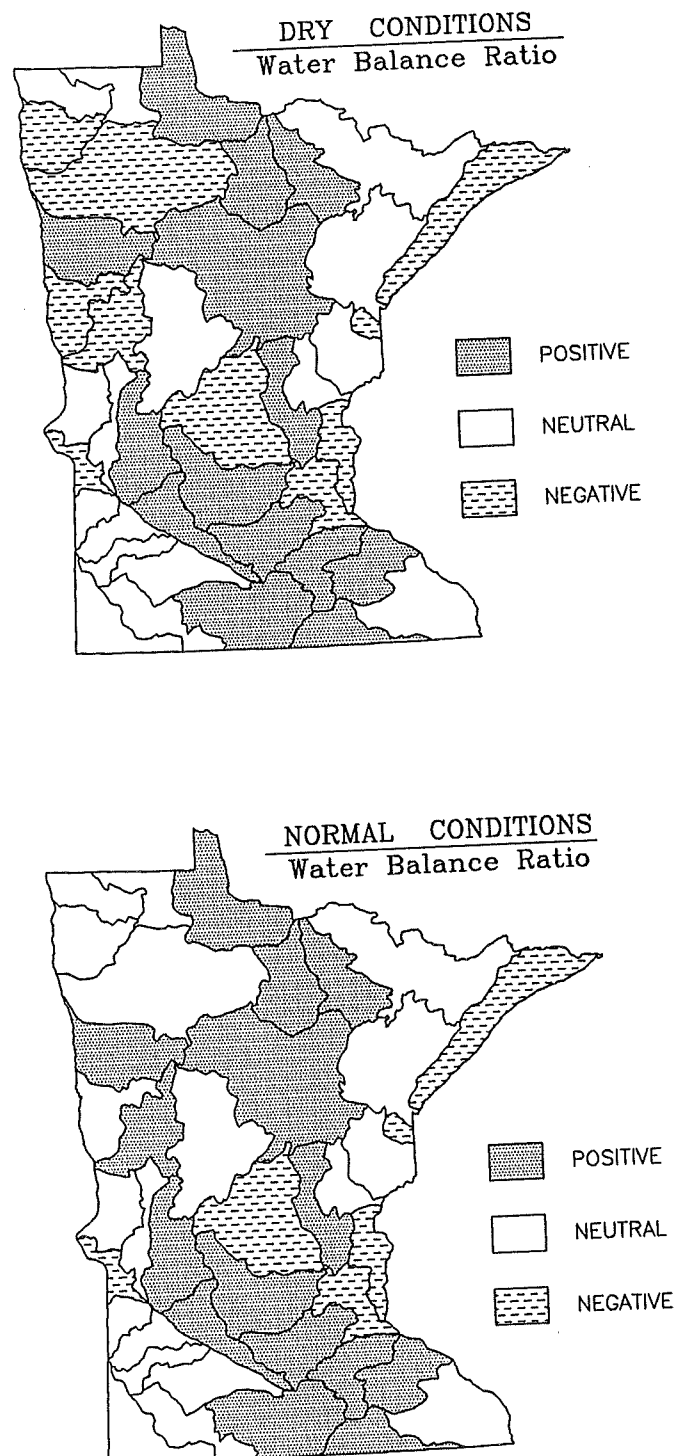 DRY CONDITIONS
Water Balance Ratio
POSITIVE
NEUTRAL
NEGATIVE
NORMAL CONDITIONS
Water Balance Ratio
POSITIVE
NEUTRAL
NEGATIVE